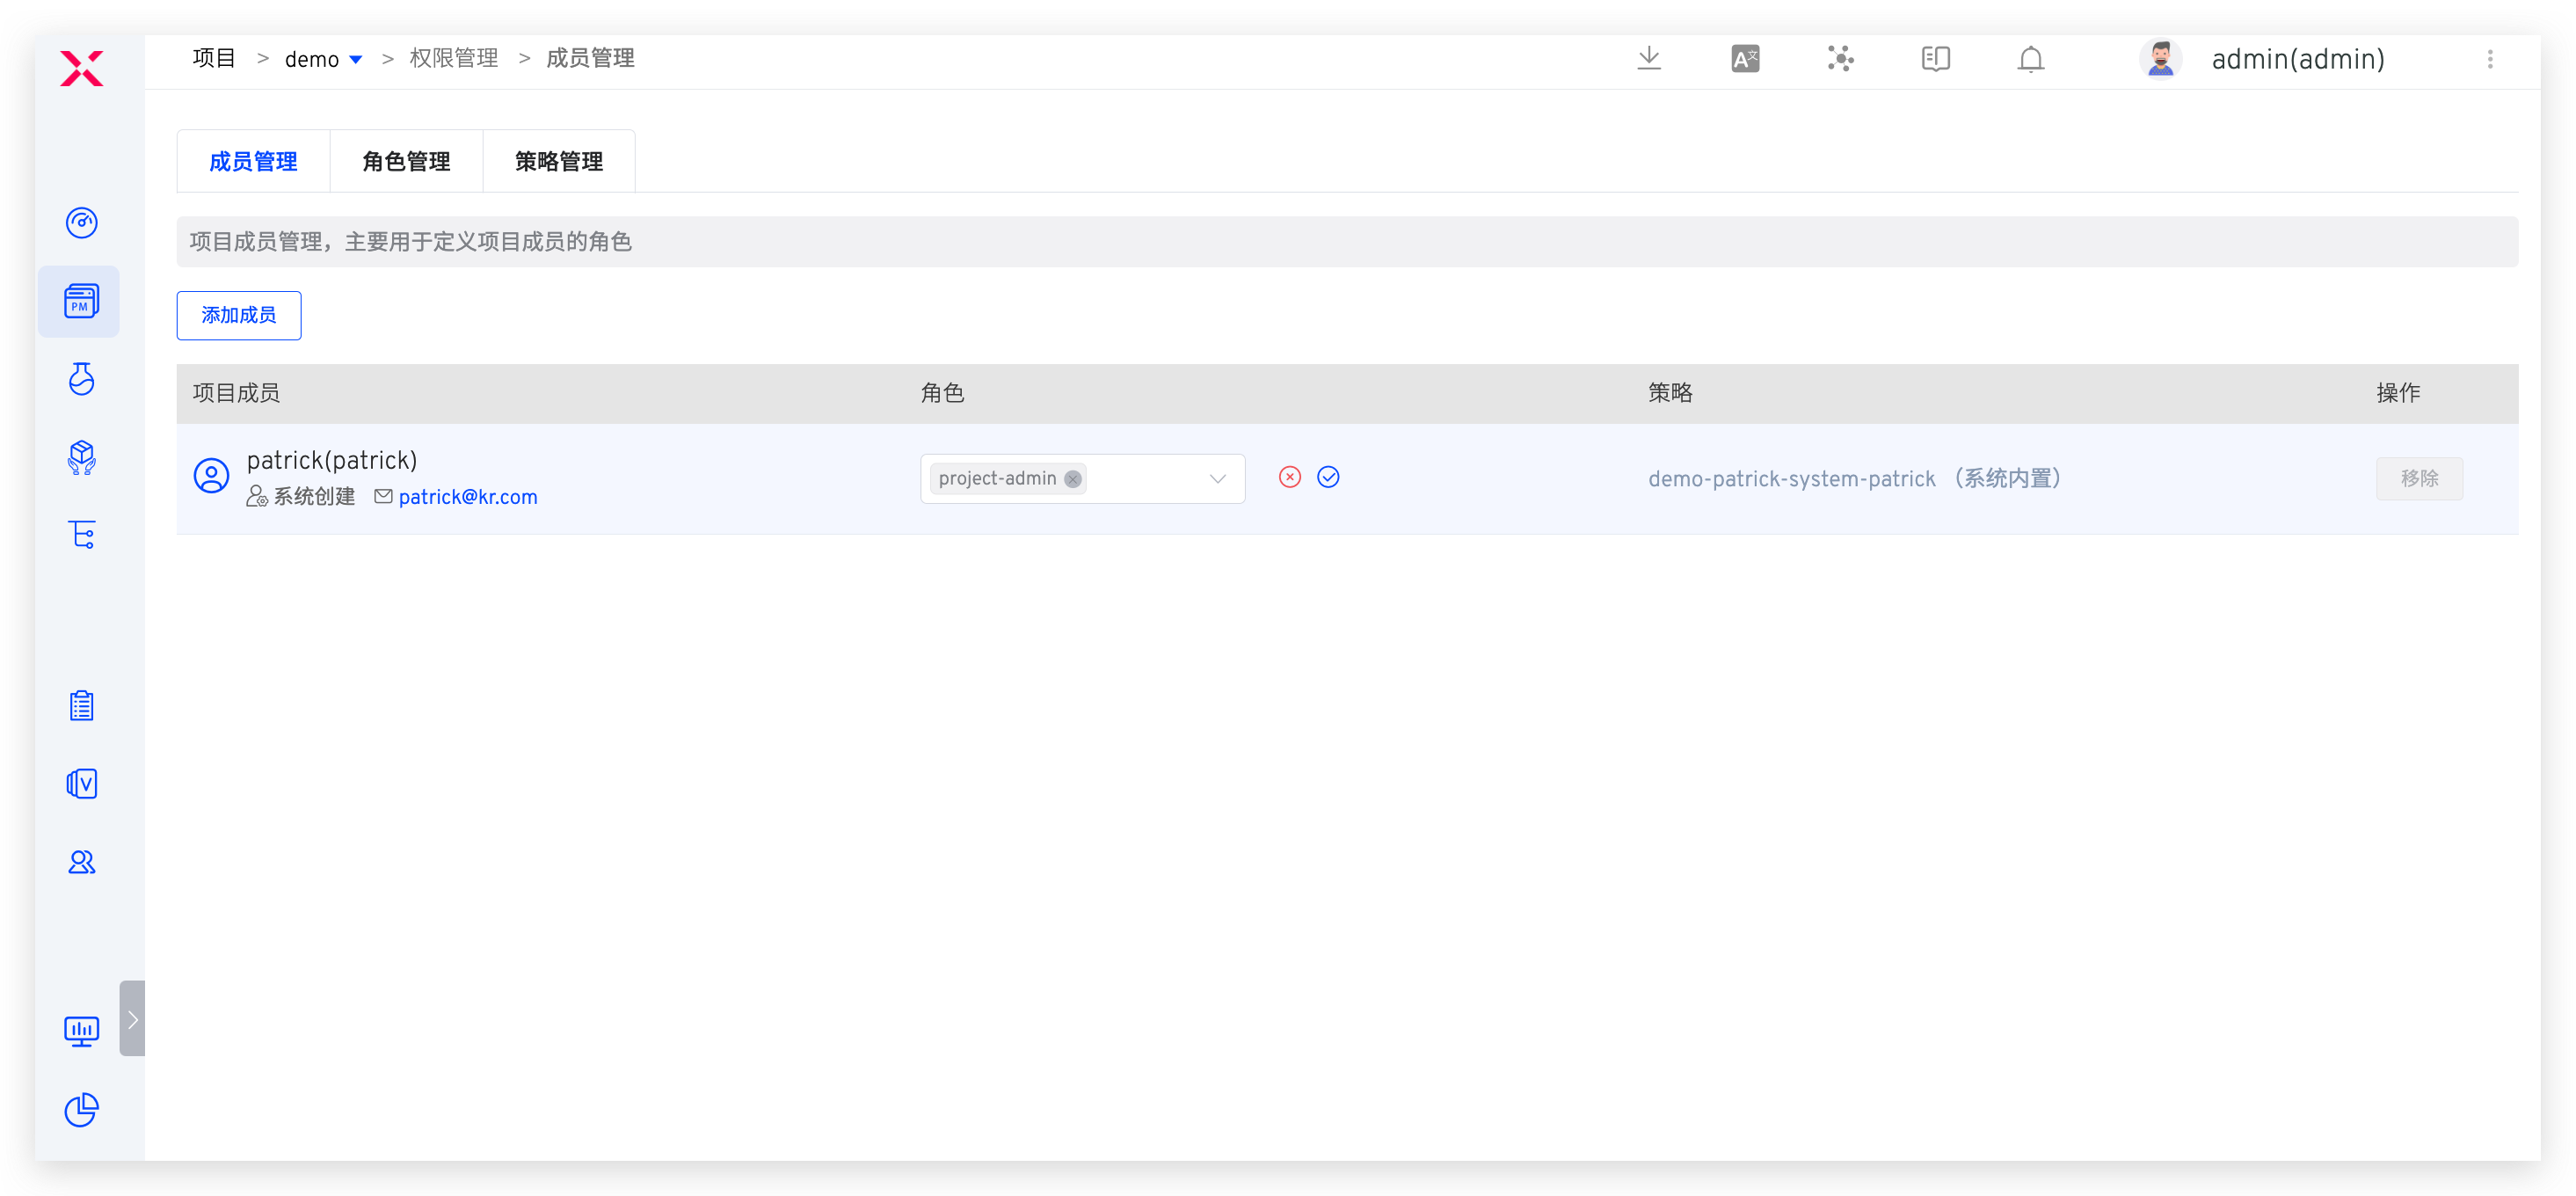 项目 > demo > 权限管理 > 成员管理
A文
admin(admin)
成员管理 角色管理 策略管理
项目成员管理，主要用于定义项目成员的角色
PM
添加成员
项目成员 角色 策略 操作
patrick(patrick)
系统创建 patrick@kr.com
project-admin
demo-patrick-system-patrick （系统内置）
移除
V